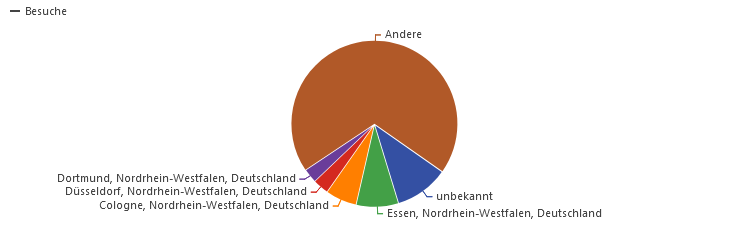 Besuche
Andere
Dortmund, Nordrhein-Westfalen, Deutschland
Düsseldorf, Nordrhein-Westfalen, Deutschland
unbekannt
Cologne, Nordrhein-Westfalen, Deutschland
Essen, Nordrhein-Westfalen, Deutschland